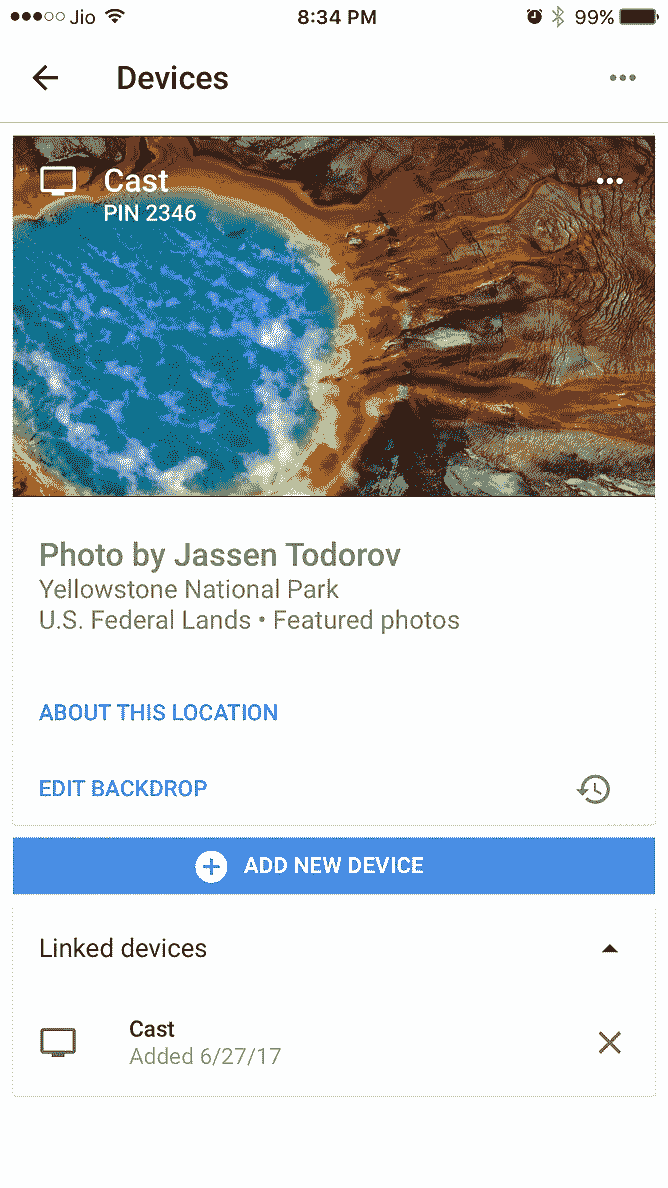 Jio 8:34 PM 99%
Devices
Cast
PIN 2346
Photo by Jassen Todorov
Yellowstone National Park
U.S. Federal Lands • Featured photos
ABOUT THIS LOCATION
EDIT BACKDROP
ADD NEW DEVICE
Linked devices
Cast
Added 6/27/17